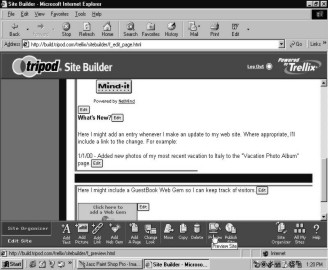 Site Builder - Microsoft Internet Explorer
File Edit View Favorites Tools Help
Back Stop Refresh Home Search Favorites History Mail Print Edit
Address http://build.tripod.com/trellix/sitebuilder/f_edit_page.html Go Links
tripod Site Builder Log Out Powered by Trellix
Mind-it
Powered by NetMind
Edit
What's New? Edit
Here I might add an entry whenever I make an update to my web site. Where appropriate, I'll
include a link to the change. For example:
1/1/00 - Added new photos of my most recent vacation to Italy to the "Vacation Photo Album"
page Edit
Here I might include a GuestBook Web Gem so I can keep track of visitors. Edit
Click here to
add a Web Gem
Edit
Site Organizer
Edit Site
Add Text Add Picture Add Link Add Web Gem Add A Page Change Look Move Copy Delete Preview Publish Site Organizer All My Sites Help
Preview Site
http://build.tripod.com/trellix/sitebuilder/f_preview.html Internet
Start Jasc Paint Shop Pro - Ima... Site Builder - Micros... 1:20 PM